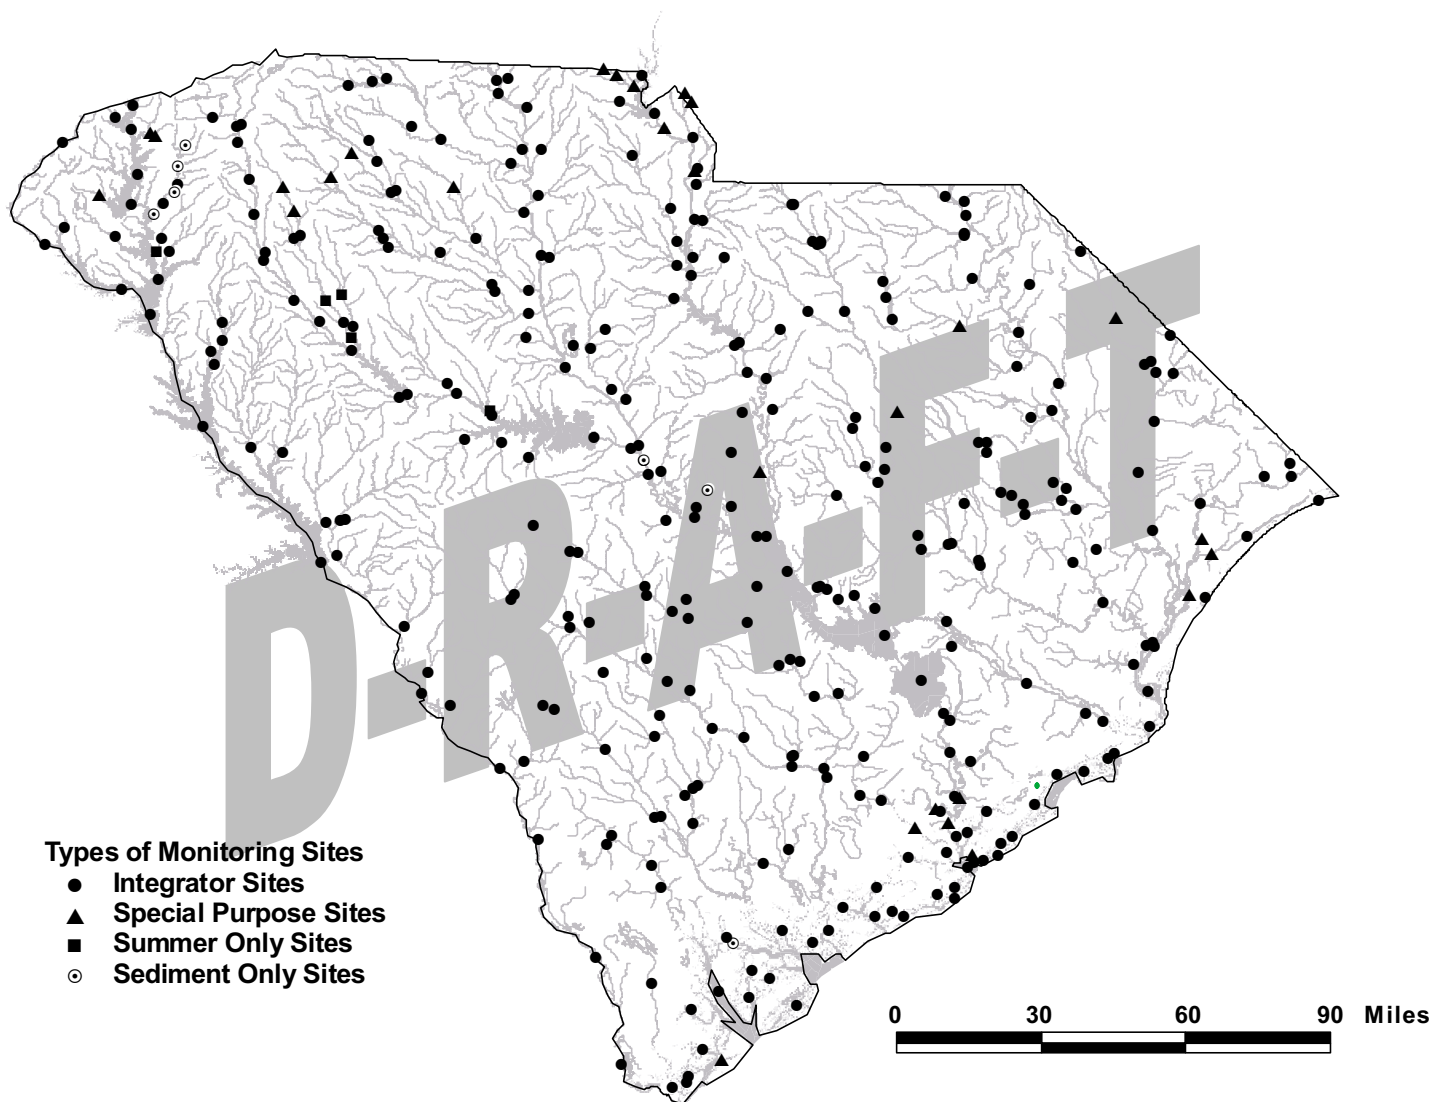 D-R-A-F-T
Types of Monitoring Sites
Integrator Sites
Special Purpose Sites
Summer Only Sites
Sediment Only Sites
0 30 60 90 Miles